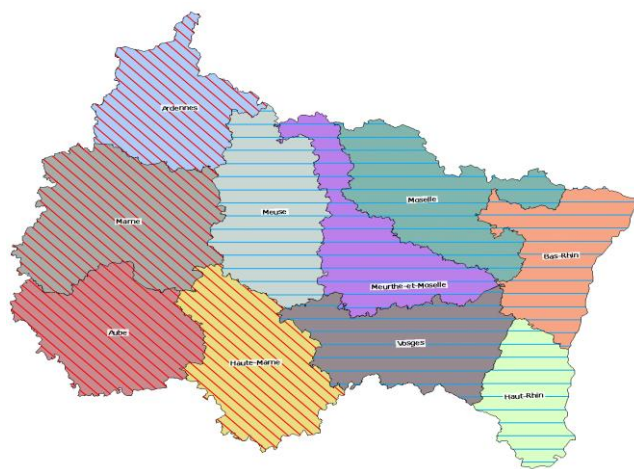 Ardennes
Marne
Meuse
Moselle
Bas-Rhin
Meurthe-et-Moselle
Aube
Vosges
Haute-Marne
Haut-Rhin